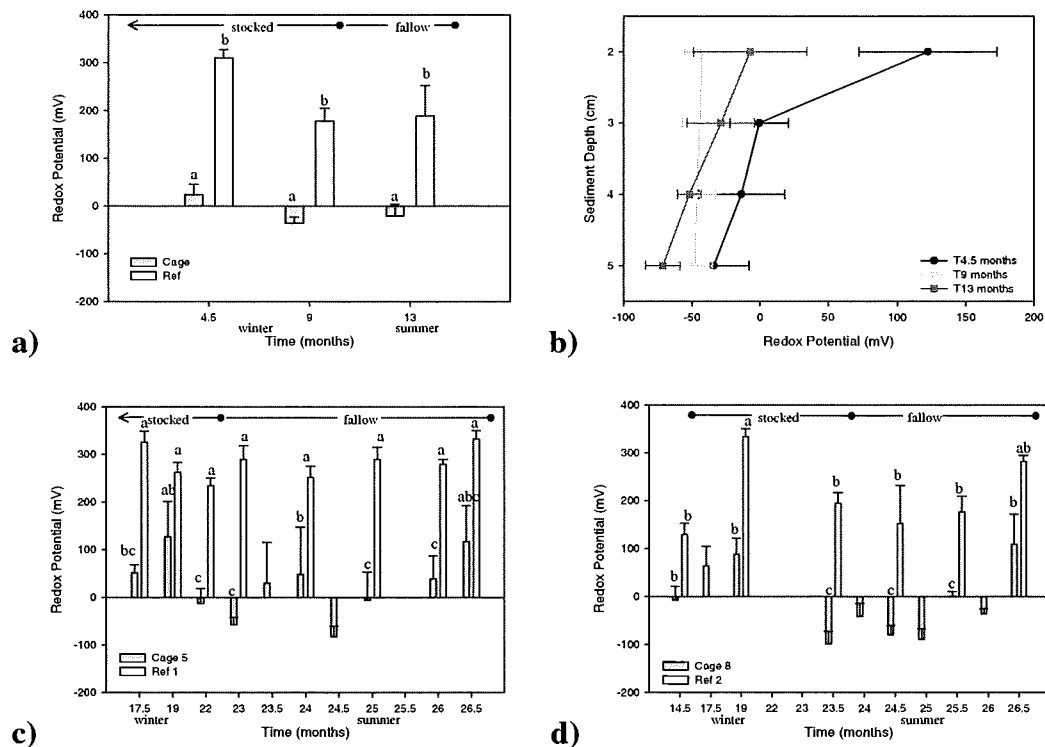 stocked fallow
400
300
200
100
0
-100
-200
Redox Potential (mV)
a b a b a b
Cage
Ref
4.5 9 13
winter summer
Time (months)
a)
2
3
4
5
Sediment Depth (cm)
T4.5 months
T9 months
T13 months
-100 -50 0 50 100 150 200
Redox Potential (mV)
b)
stocked fallow
400
300
200
100
0
-100
-200
Redox Potential (mV)
bc a ab a c a c a b a c a c a abc a
Cage 5
Ref 1
17.5 19 22 23 23.5 24 24.5 25 25.5 26 26.5
winter summer
Time (months)
c)
stocked fallow
400
300
200
100
0
-100
-200
Redox Potential (mV)
b b b a c b c b c b b ab
Cage 8
Ref 2
14.5 17.5 19 22 23 23.5 24 24.5 25 25.5 26 26.5
winter summer
Time (months)
d)